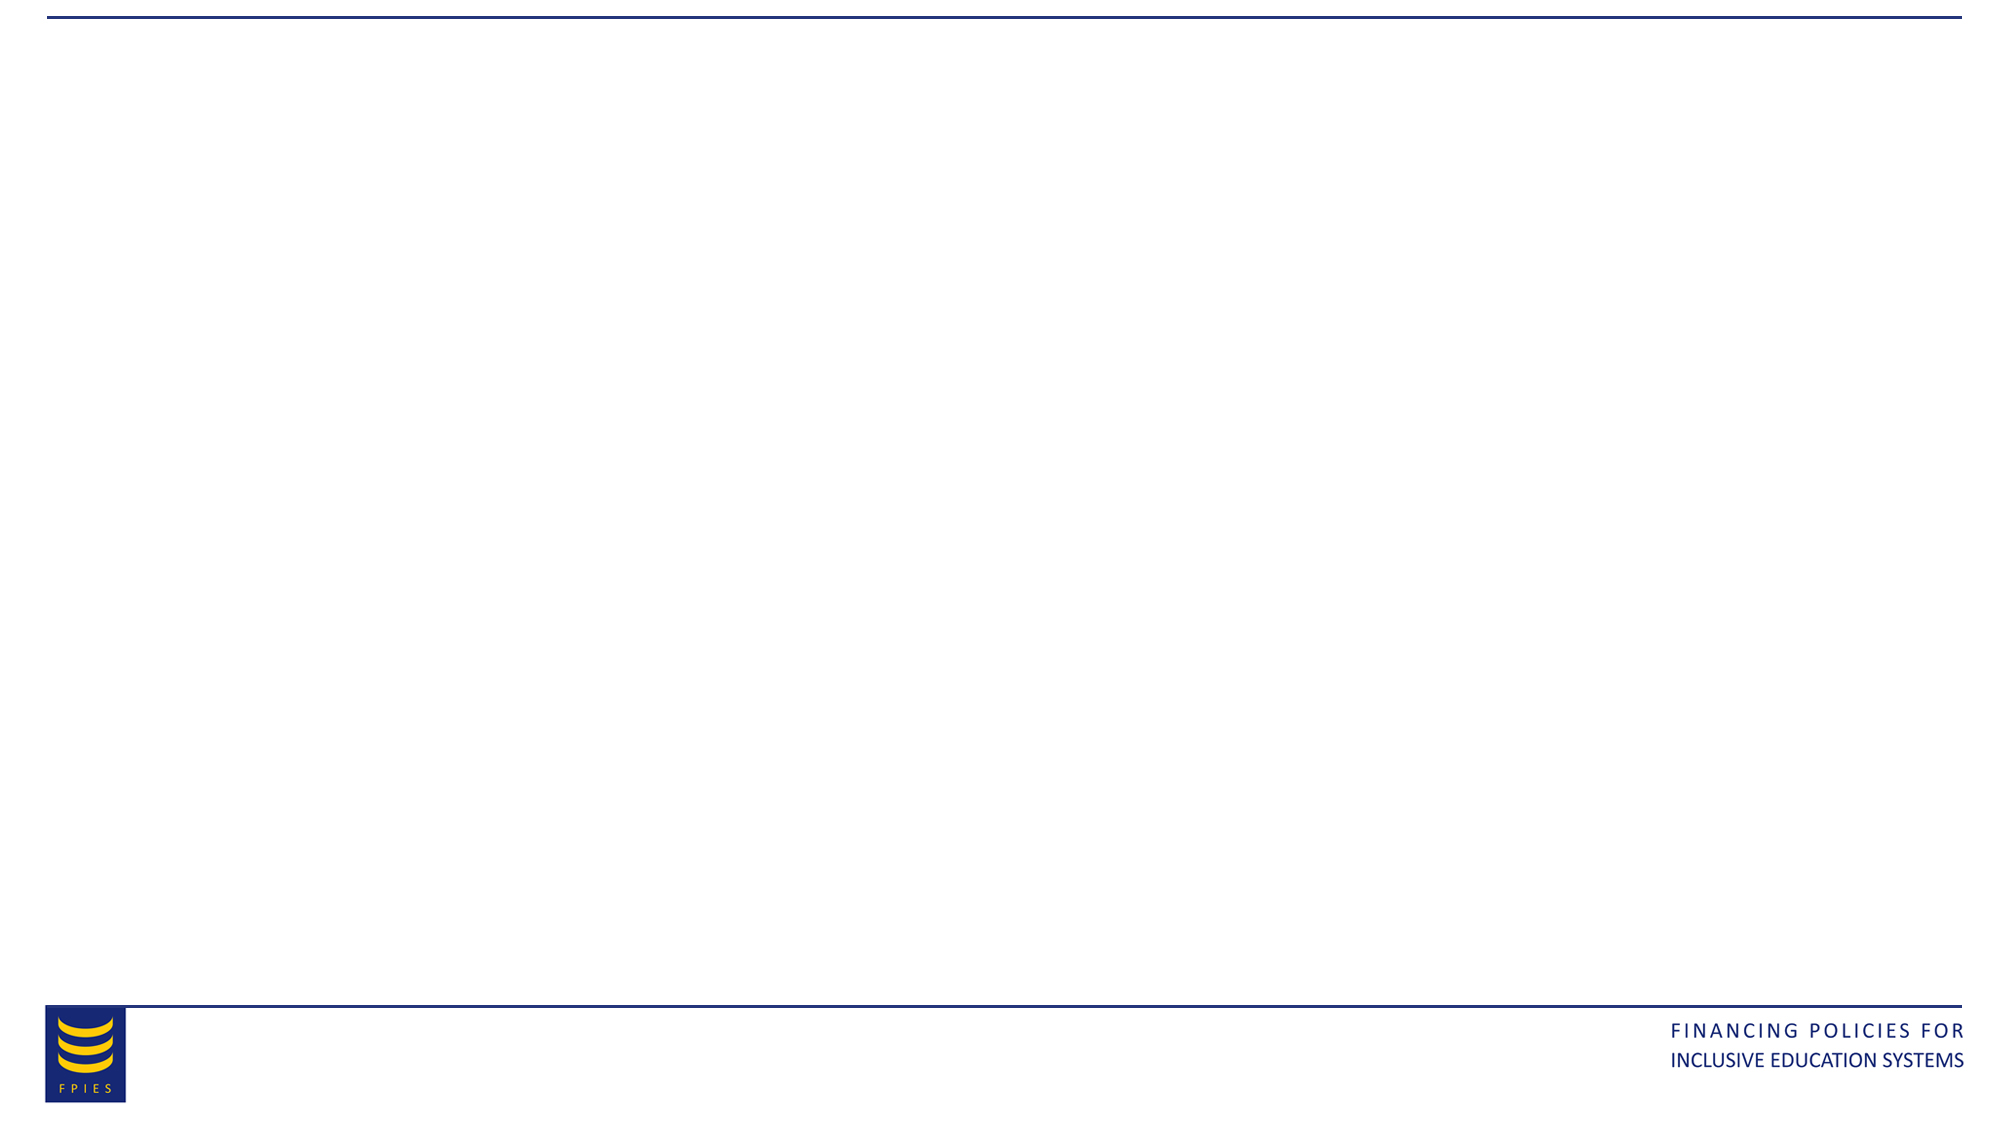 FPIES
FINANCING POLICIES FOR
INCLUSIVE EDUCATION SYSTEMS